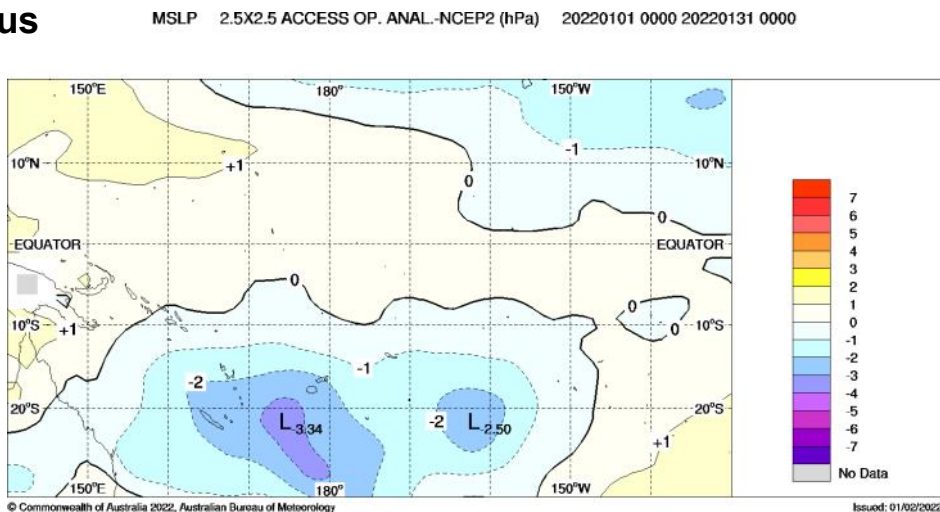 us
MSLP 2.5X2.5 ACCESS OP. ANAL.-NCEP2 (hPa) 20220101 0000 20220131 0000
150°E 180° 150°W
-1
10°N +1 10°N
0
0
EQUATOR EQUATOR
0
0
10°S +1 0 10°S
-1
-2
20°S L-3.34 -2 L-2.50 20°S
+1
150°E 180° 150°W
7
6
5
4
3
2
1
0
-1
-2
-3
-4
-5
-6
-7
No Data
© Commonwealth of Australia 2022, Australian Bureau of Meteorology Issued: 01/02/2022